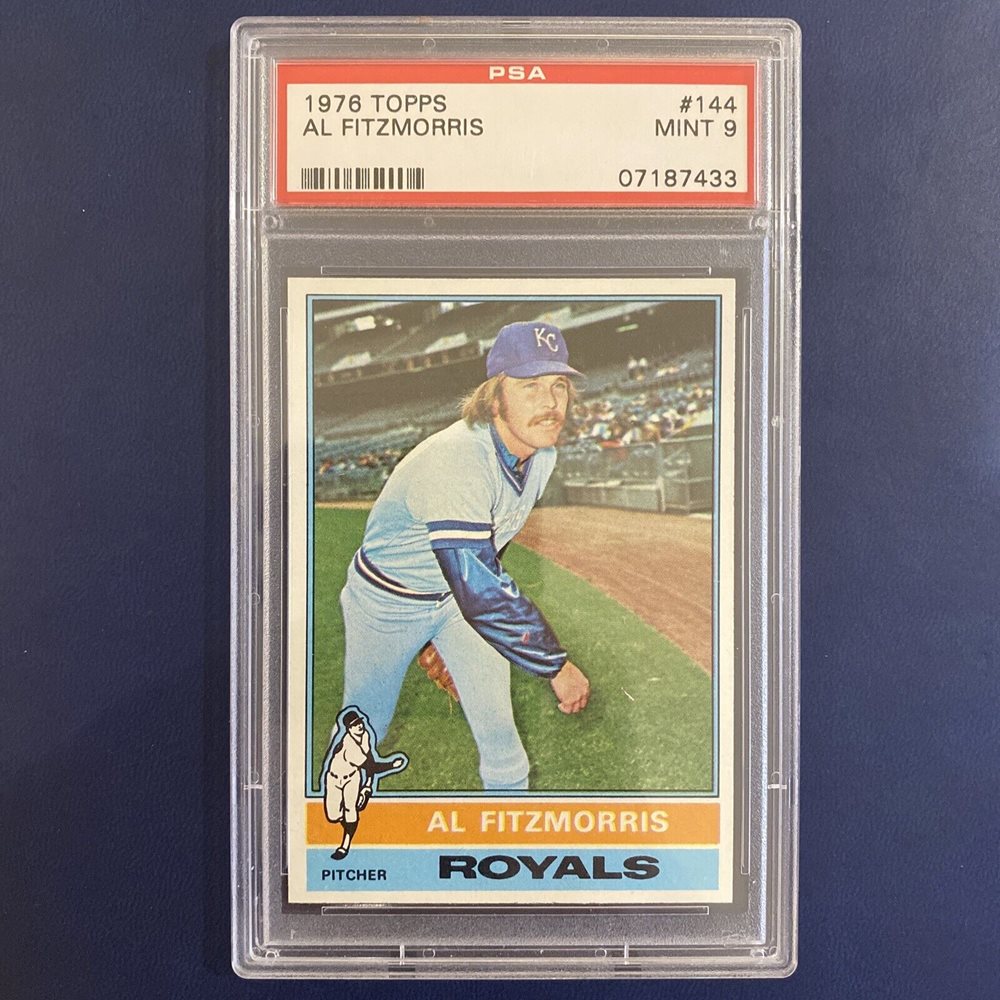 PSA
1976 TOPPS #144
AL FITZMORRIS MINT 9
07187433
KC
AL FITZMORRIS
PITCHER ROYALS